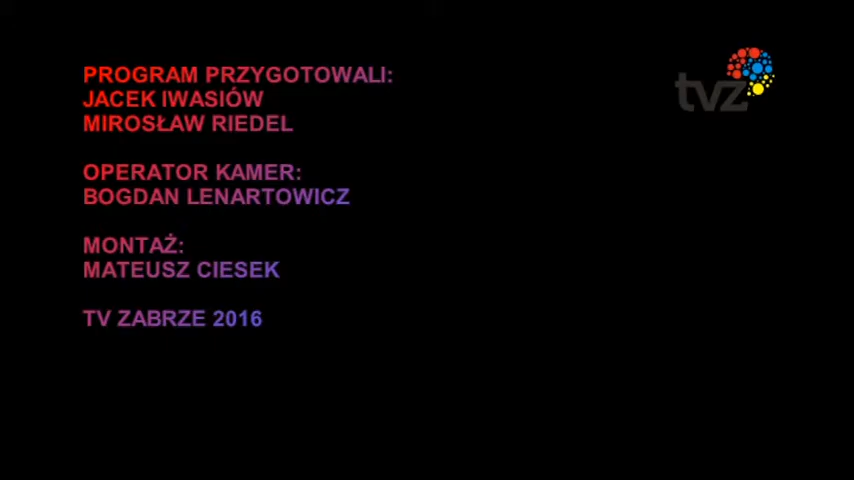 PROGRAM PRZYGOTOWALI:
JACEK IWASIÓW
MIROSŁAW RIEDEL
OPERATOR KAMER:
BOGDAN LENARTOWICZ
MONTAŻ:
MATEUSZ CIESEK
TV ZABRZE 2016
tvz